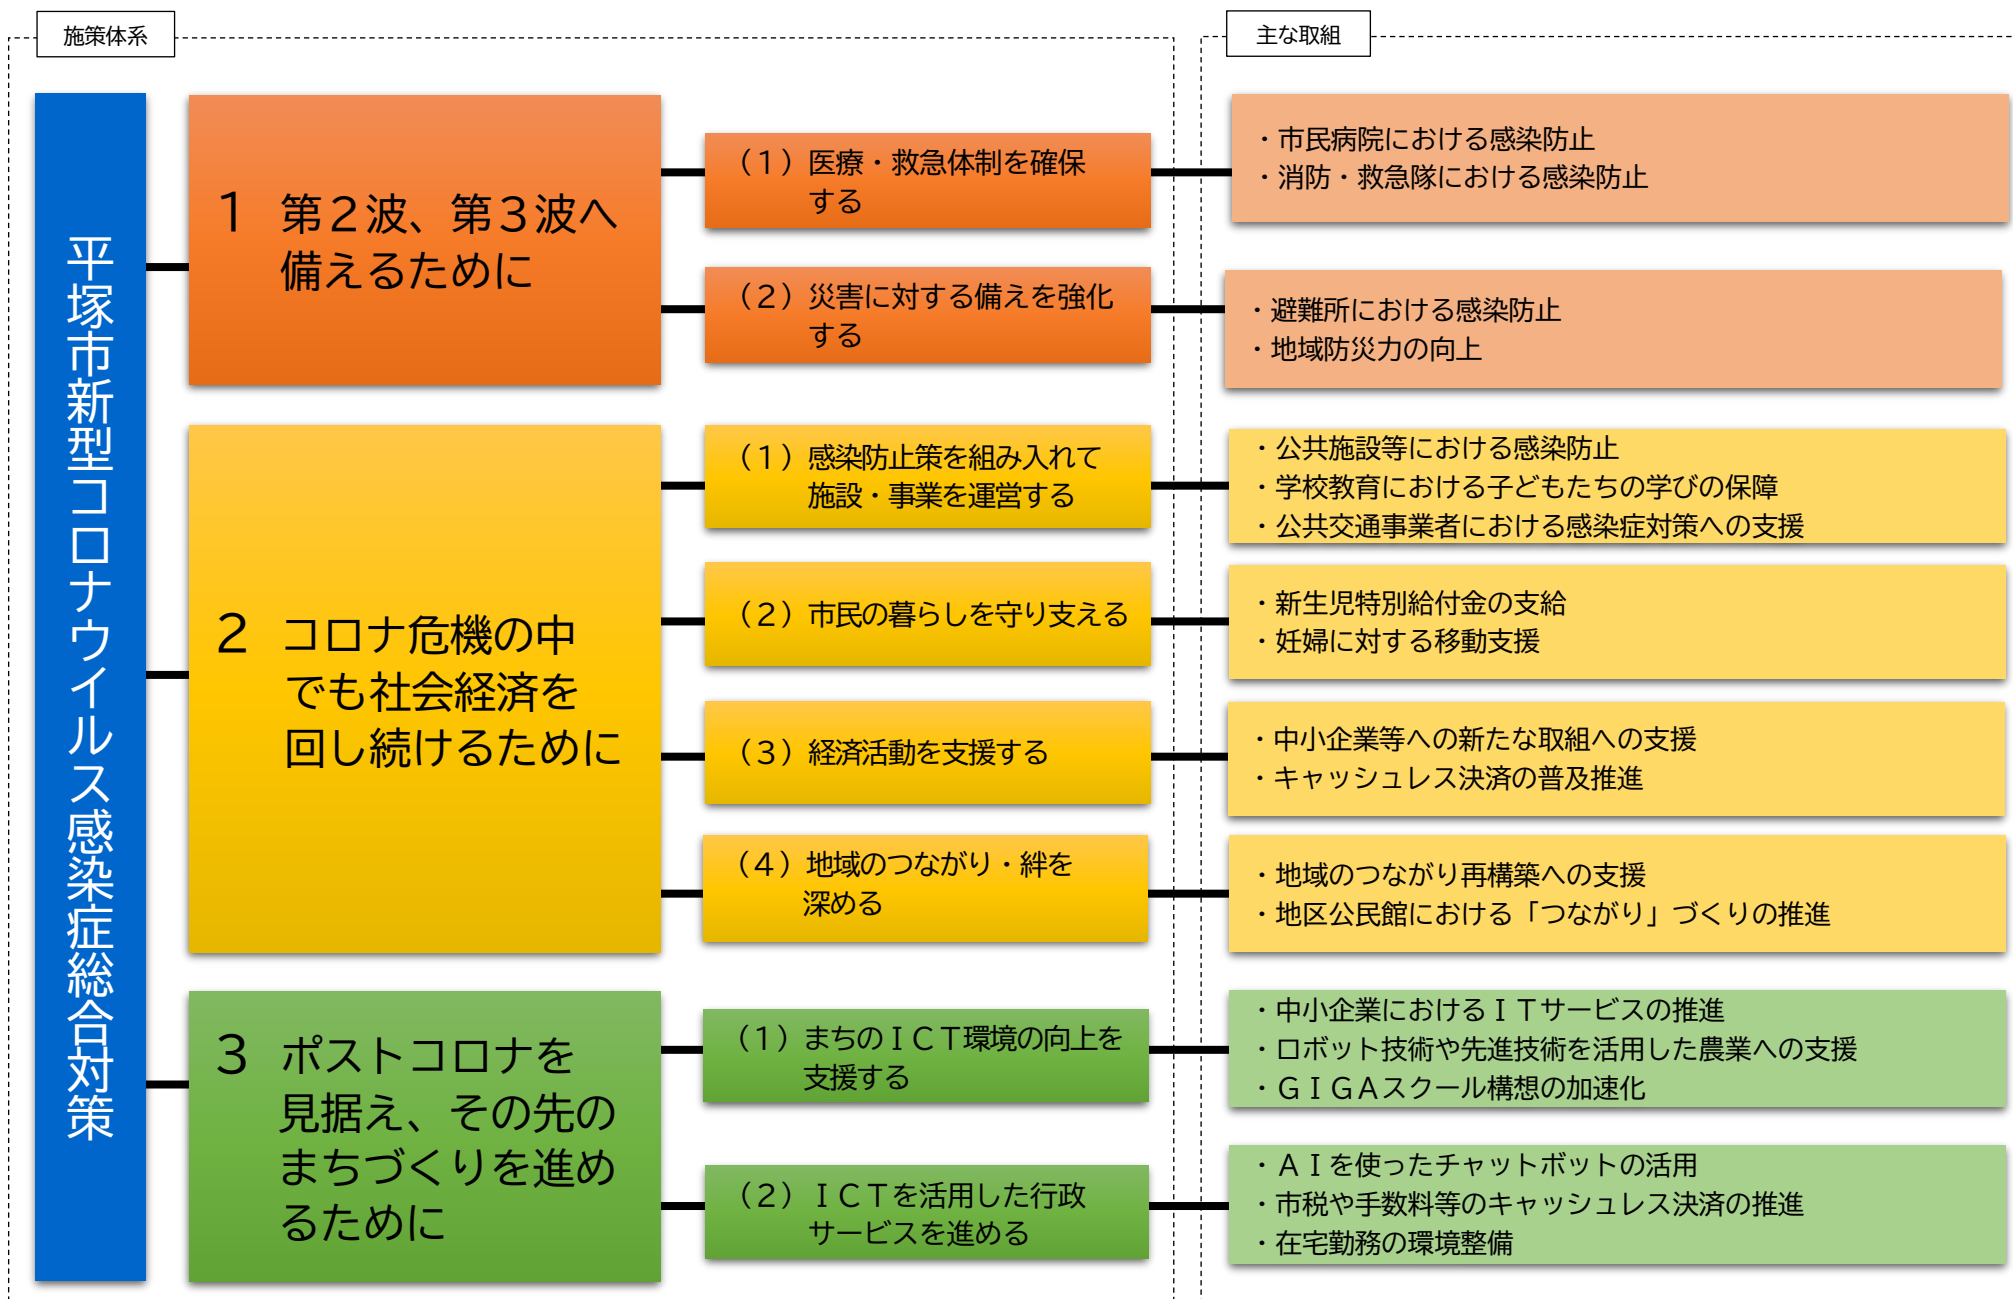 施策体系
主な取組
平塚市新型コロナウイルス感染症総合対策
１　第２波、第３波へ
備えるために
（１）医療・救急体制を確保
する
・市民病院における感染防止
・消防・救急隊における感染防止
（２）災害に対する備えを強化
する
・避難所における感染防止
・地域防災力の向上
２　コロナ危機の中
でも社会経済を
回し続けるために
（１）感染防止策を組み入れて
施設・事業を運営する
・公共施設等における感染防止
・学校教育における子どもたちの学びの保障
・公共交通事業者における感染症対策への支援
（２）市民の暮らしを守り支える
・新生児特別給付金の支給
・妊婦に対する移動支援
（３）経済活動を支援する
・中小企業等への新たな取組への支援
・キャッシュレス決済の普及推進
（４）地域のつながり・絆を
深める
・地域のつながり再構築への支援
・地区公民館における「つながり」づくりの推進
３　ポストコロナを
見据え、その先の
まちづくりを進め
るために
（１）まちのＩＣＴ環境の向上を
支援する
・中小企業におけるＩＴサービスの推進
・ロボット技術や先進技術を活用した農業への支援
・ＧＩＧＡスクール構想の加速化
（２）ＩＣＴを活用した行政
サービスを進める
・ＡＩを使ったチャットボットの活用
・市税や手数料等のキャッシュレス決済の推進
・在宅勤務の環境整備